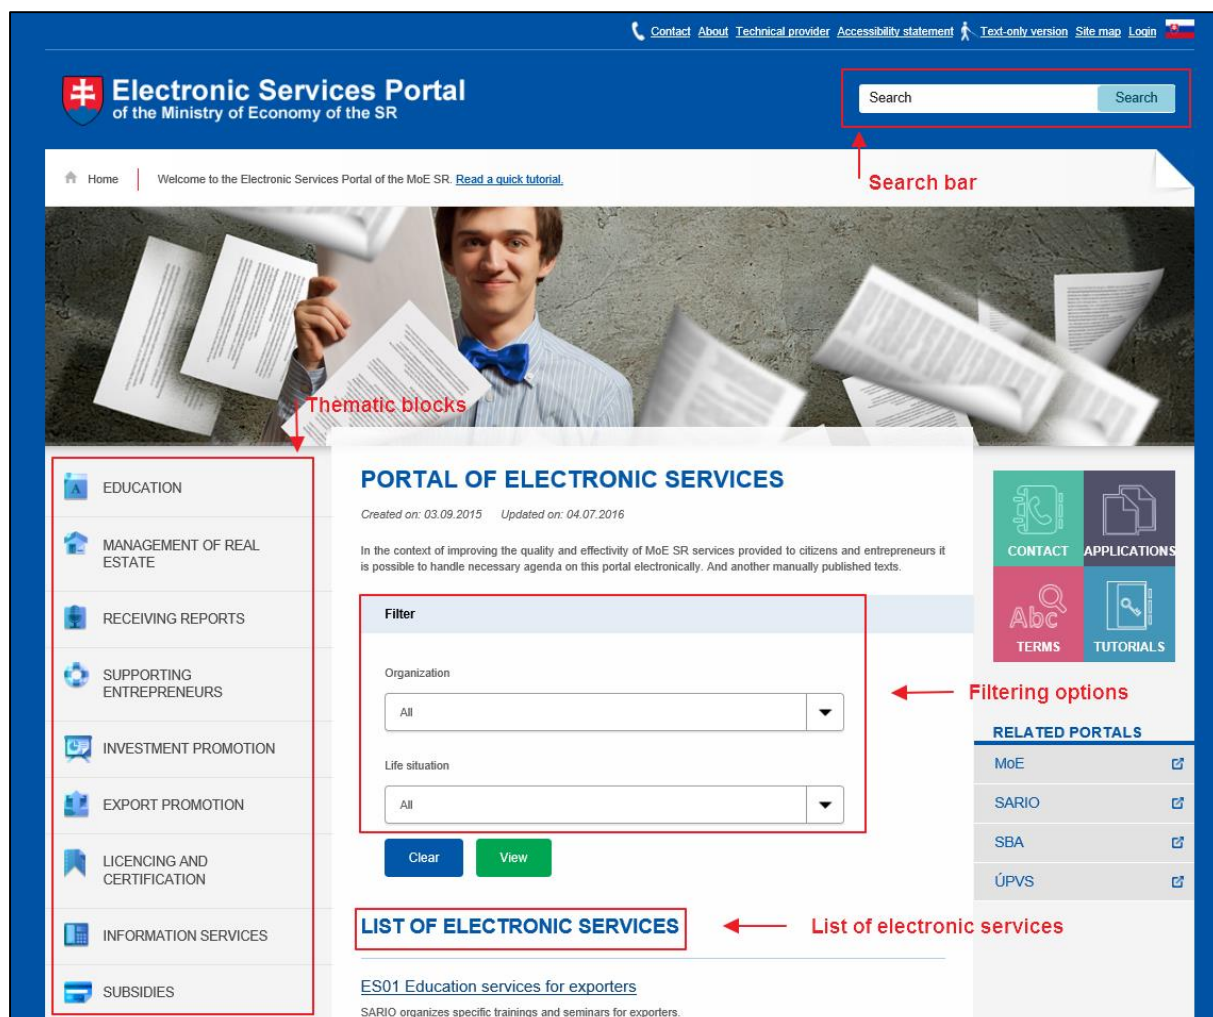 Contact About Technical provider Accessibility statement Text-only version Site map Login
Electronic Services Portal
of the Ministry of Economy of the SR
Search Search
Search bar
Home Welcome to the Electronic Services Portal of the MoE SR. Read a quick tutorial.
Thematic blocks
EDUCATION
MANAGEMENT OF REAL
ESTATE
RECEIVING REPORTS
SUPPORTING
ENTREPRENEURS
INVESTMENT PROMOTION
EXPORT PROMOTION
LICENCING AND
CERTIFICATION
INFORMATION SERVICES
SUBSIDIES
PORTAL OF ELECTRONIC SERVICES
Created on: 03.09.2015 Updated on: 04.07.2016
In the context of improving the quality and effectivity of MoE SR services provided to citizens and entrepreneurs it
is possible to handle necessary agenda on this portal electronically. And another manually published texts.
Filter
Organization
All
Life situation
All
Filtering options
Clear View
LIST OF ELECTRONIC SERVICES
List of electronic services
ES01 Education services for exporters
SARIO organizes specific trainings and seminars for exporters.
CONTACT APPLICATIONS
Abc
TERMS TUTORIALS
RELATED PORTALS
MoE
SARIO
SBA
ÚPVS